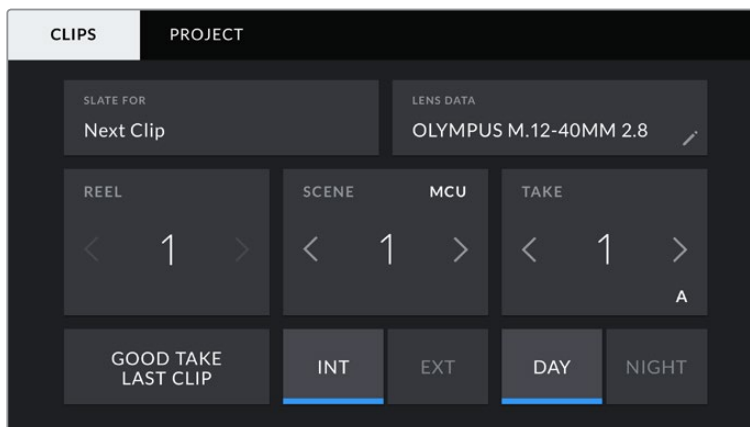 CLIPS
PROJECT
SLATE FOR
Next Clip
LENS DATA
OLYMPUS M.12-40MM 2.8
REEL
1
SCENE
MCU
1
TAKE
1
A
GOOD TAKE
LAST CLIP
INT
EXT
DAY
NIGHT